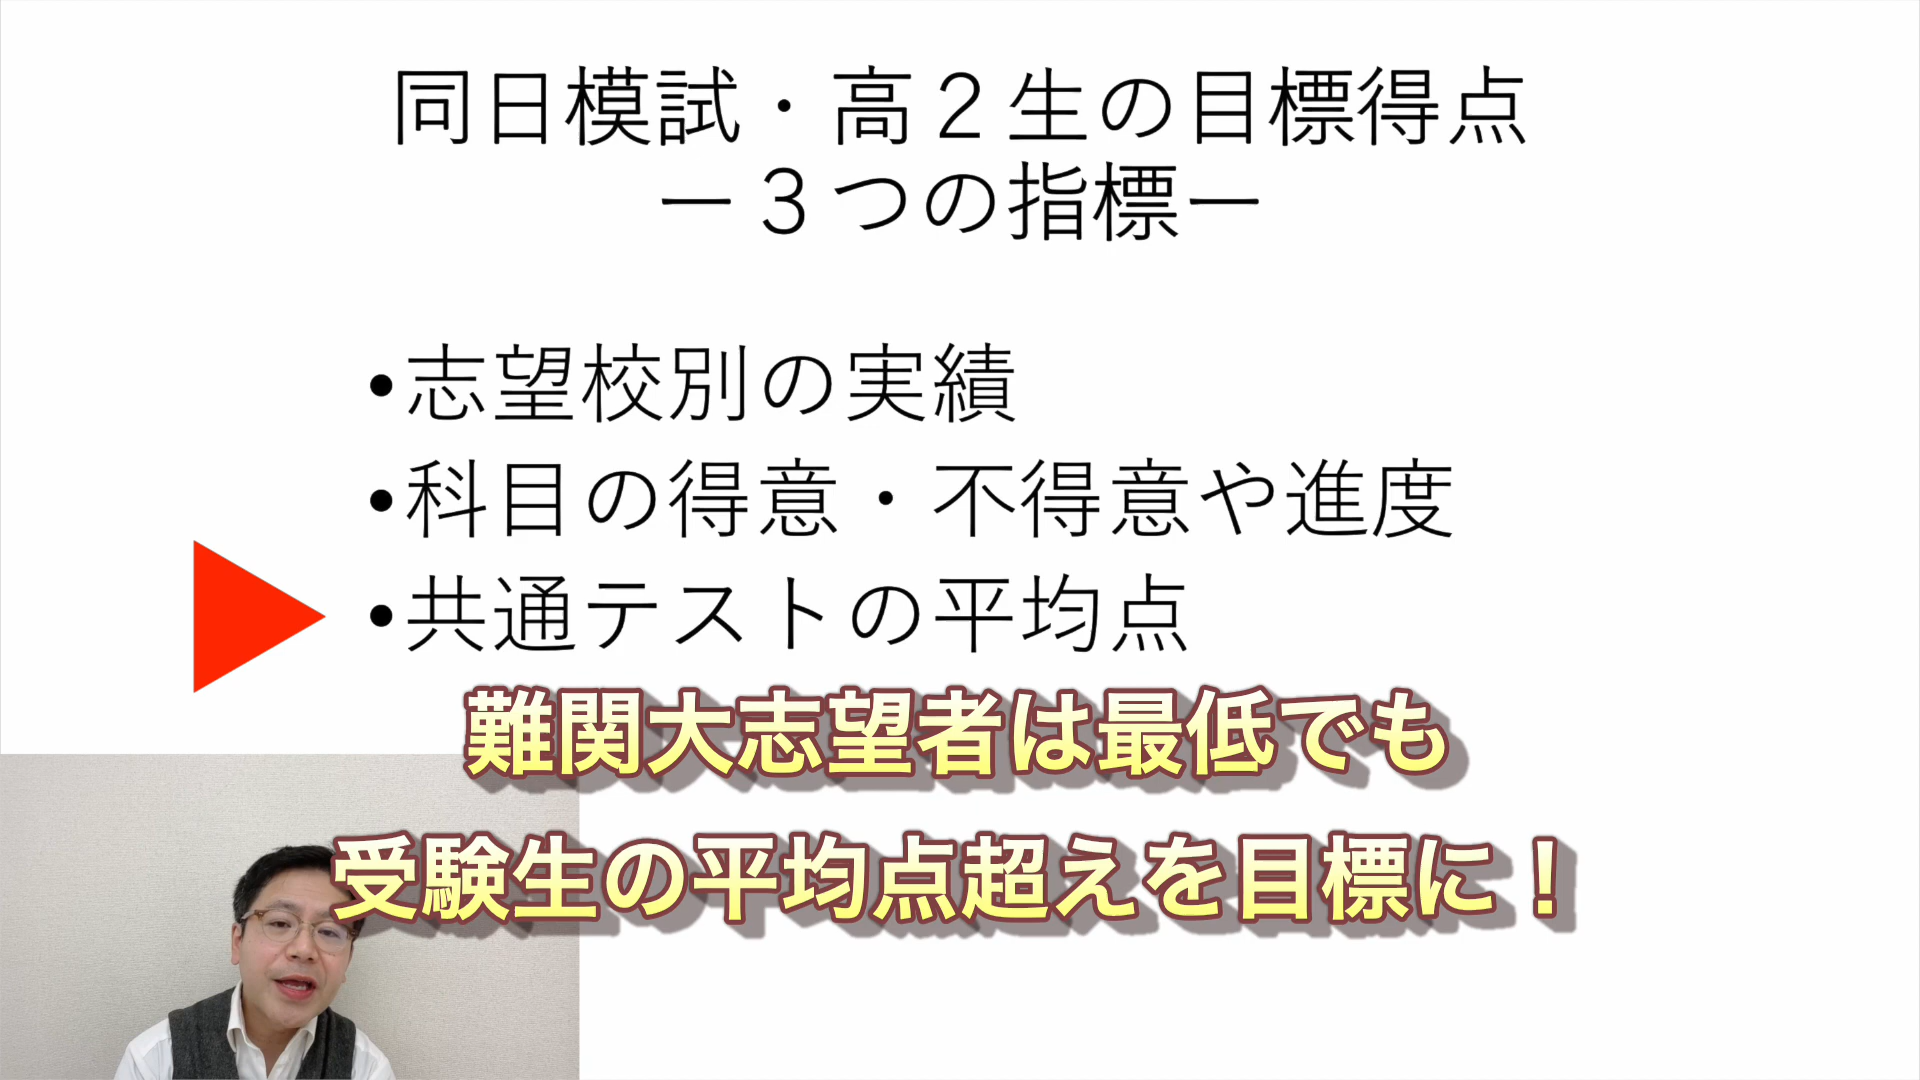 同日模試・高２生の目標得点
ー３つの指標ー
•志望校別の実績
•科目の得意・不得意や進度
•共通テストの平均点
難関大志望者は最低でも
受験生の平均点超えを目標に！